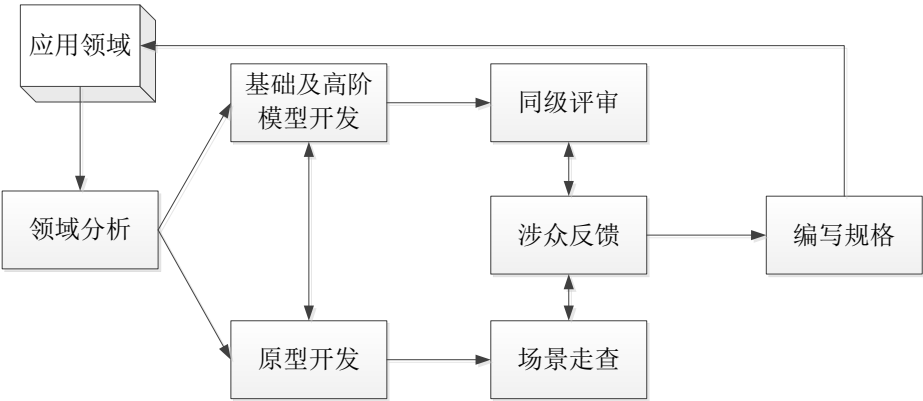 应用领域
基础及高阶
模型开发
同级评审
领域分析
涉众反馈
编写规格
原型开发
场景走查